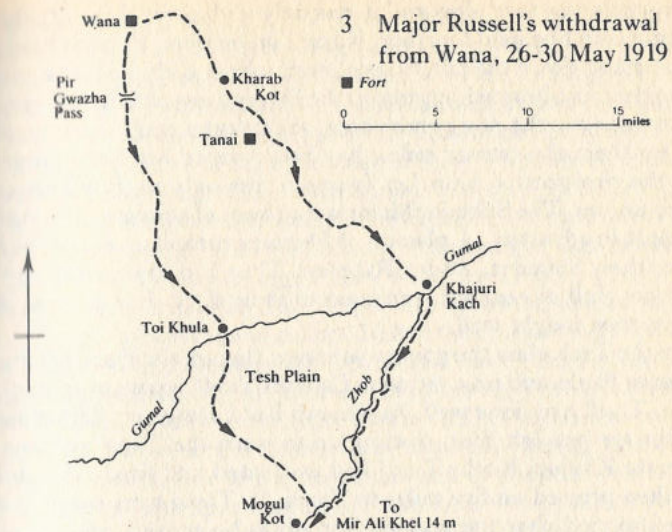 3 Major Russell's withdrawal
from Wana, 26-30 May 1919
Wana
Fort
0 5 10 15
miles
Kharab
Kot
Pir
Gwazha
Pass
Tanai
Gumal
Khajuri
Kach
Toi Khula
Tesh Plain
Zhob
Gumal
Mogul
Kot
To
Mir Ali Khel 14 m